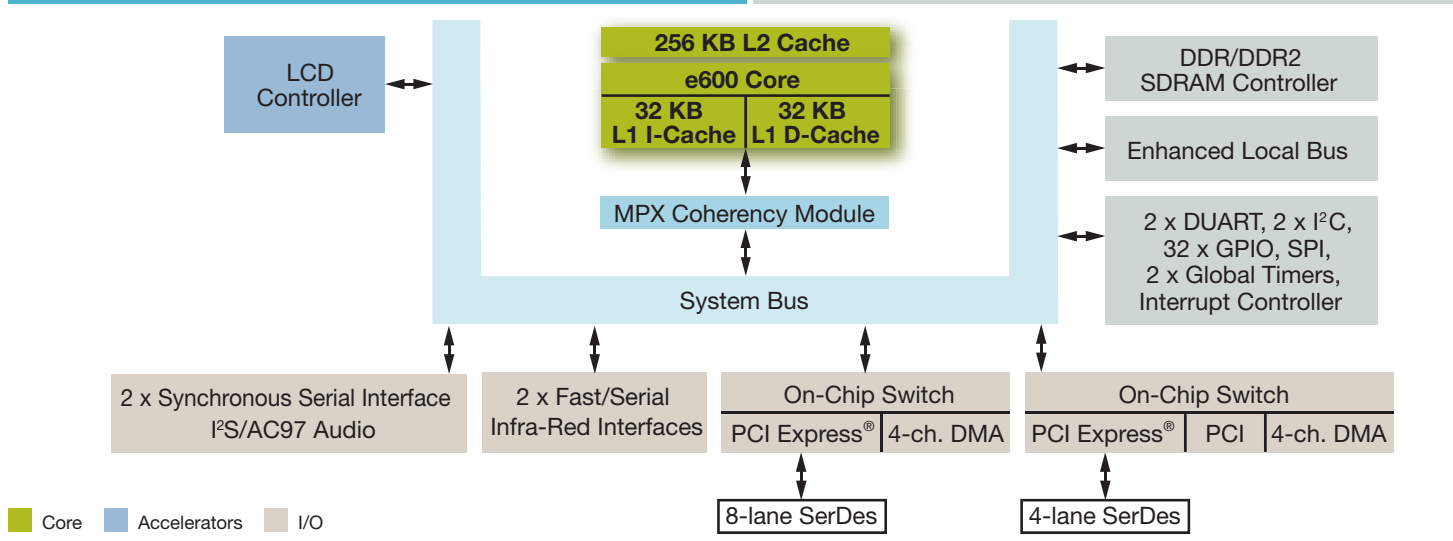 LCD
Controller
256 KB L2 Cache
e600 Core
32 KB
L1 I-Cache
32 KB
L1 D-Cache
MPX Coherency Module
System Bus
DDR/DDR2
SDRAM Controller
Enhanced Local Bus
2 x DUART, 2 x I²C,
32 x GPIO, SPI,
2 x Global Timers,
Interrupt Controller
2 x Synchronous Serial Interface
I²S/AC97 Audio
2 x Fast/Serial
Infra-Red Interfaces
On-Chip Switch
PCI Express®
4-ch. DMA
On-Chip Switch
PCI Express®
PCI
4-ch. DMA
8-lane SerDes
4-lane SerDes
Core
Accelerators
I/O